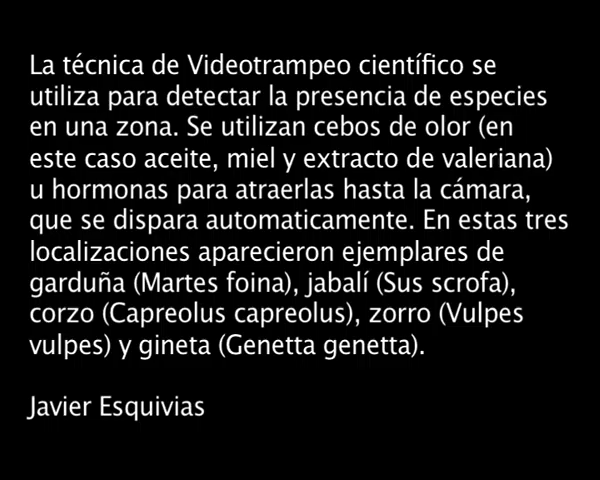 La técnica de Videotrampeo científico se
utiliza para detectar la presencia de especies
en una zona. Se utilizan cebos de olor (en
este caso aceite, miel y extracto de valeriana)
u hormonas para atraerlas hasta la cámara,
que se dispara automaticamente. En estas tres
localizaciones aparecieron ejemplares de
garduña (Martes foina), jabalí (Sus scrofa),
corzo (Capreolus capreolus), zorro (Vulpes
vulpes) y gineta (Genetta genetta).
Javier Esquivias